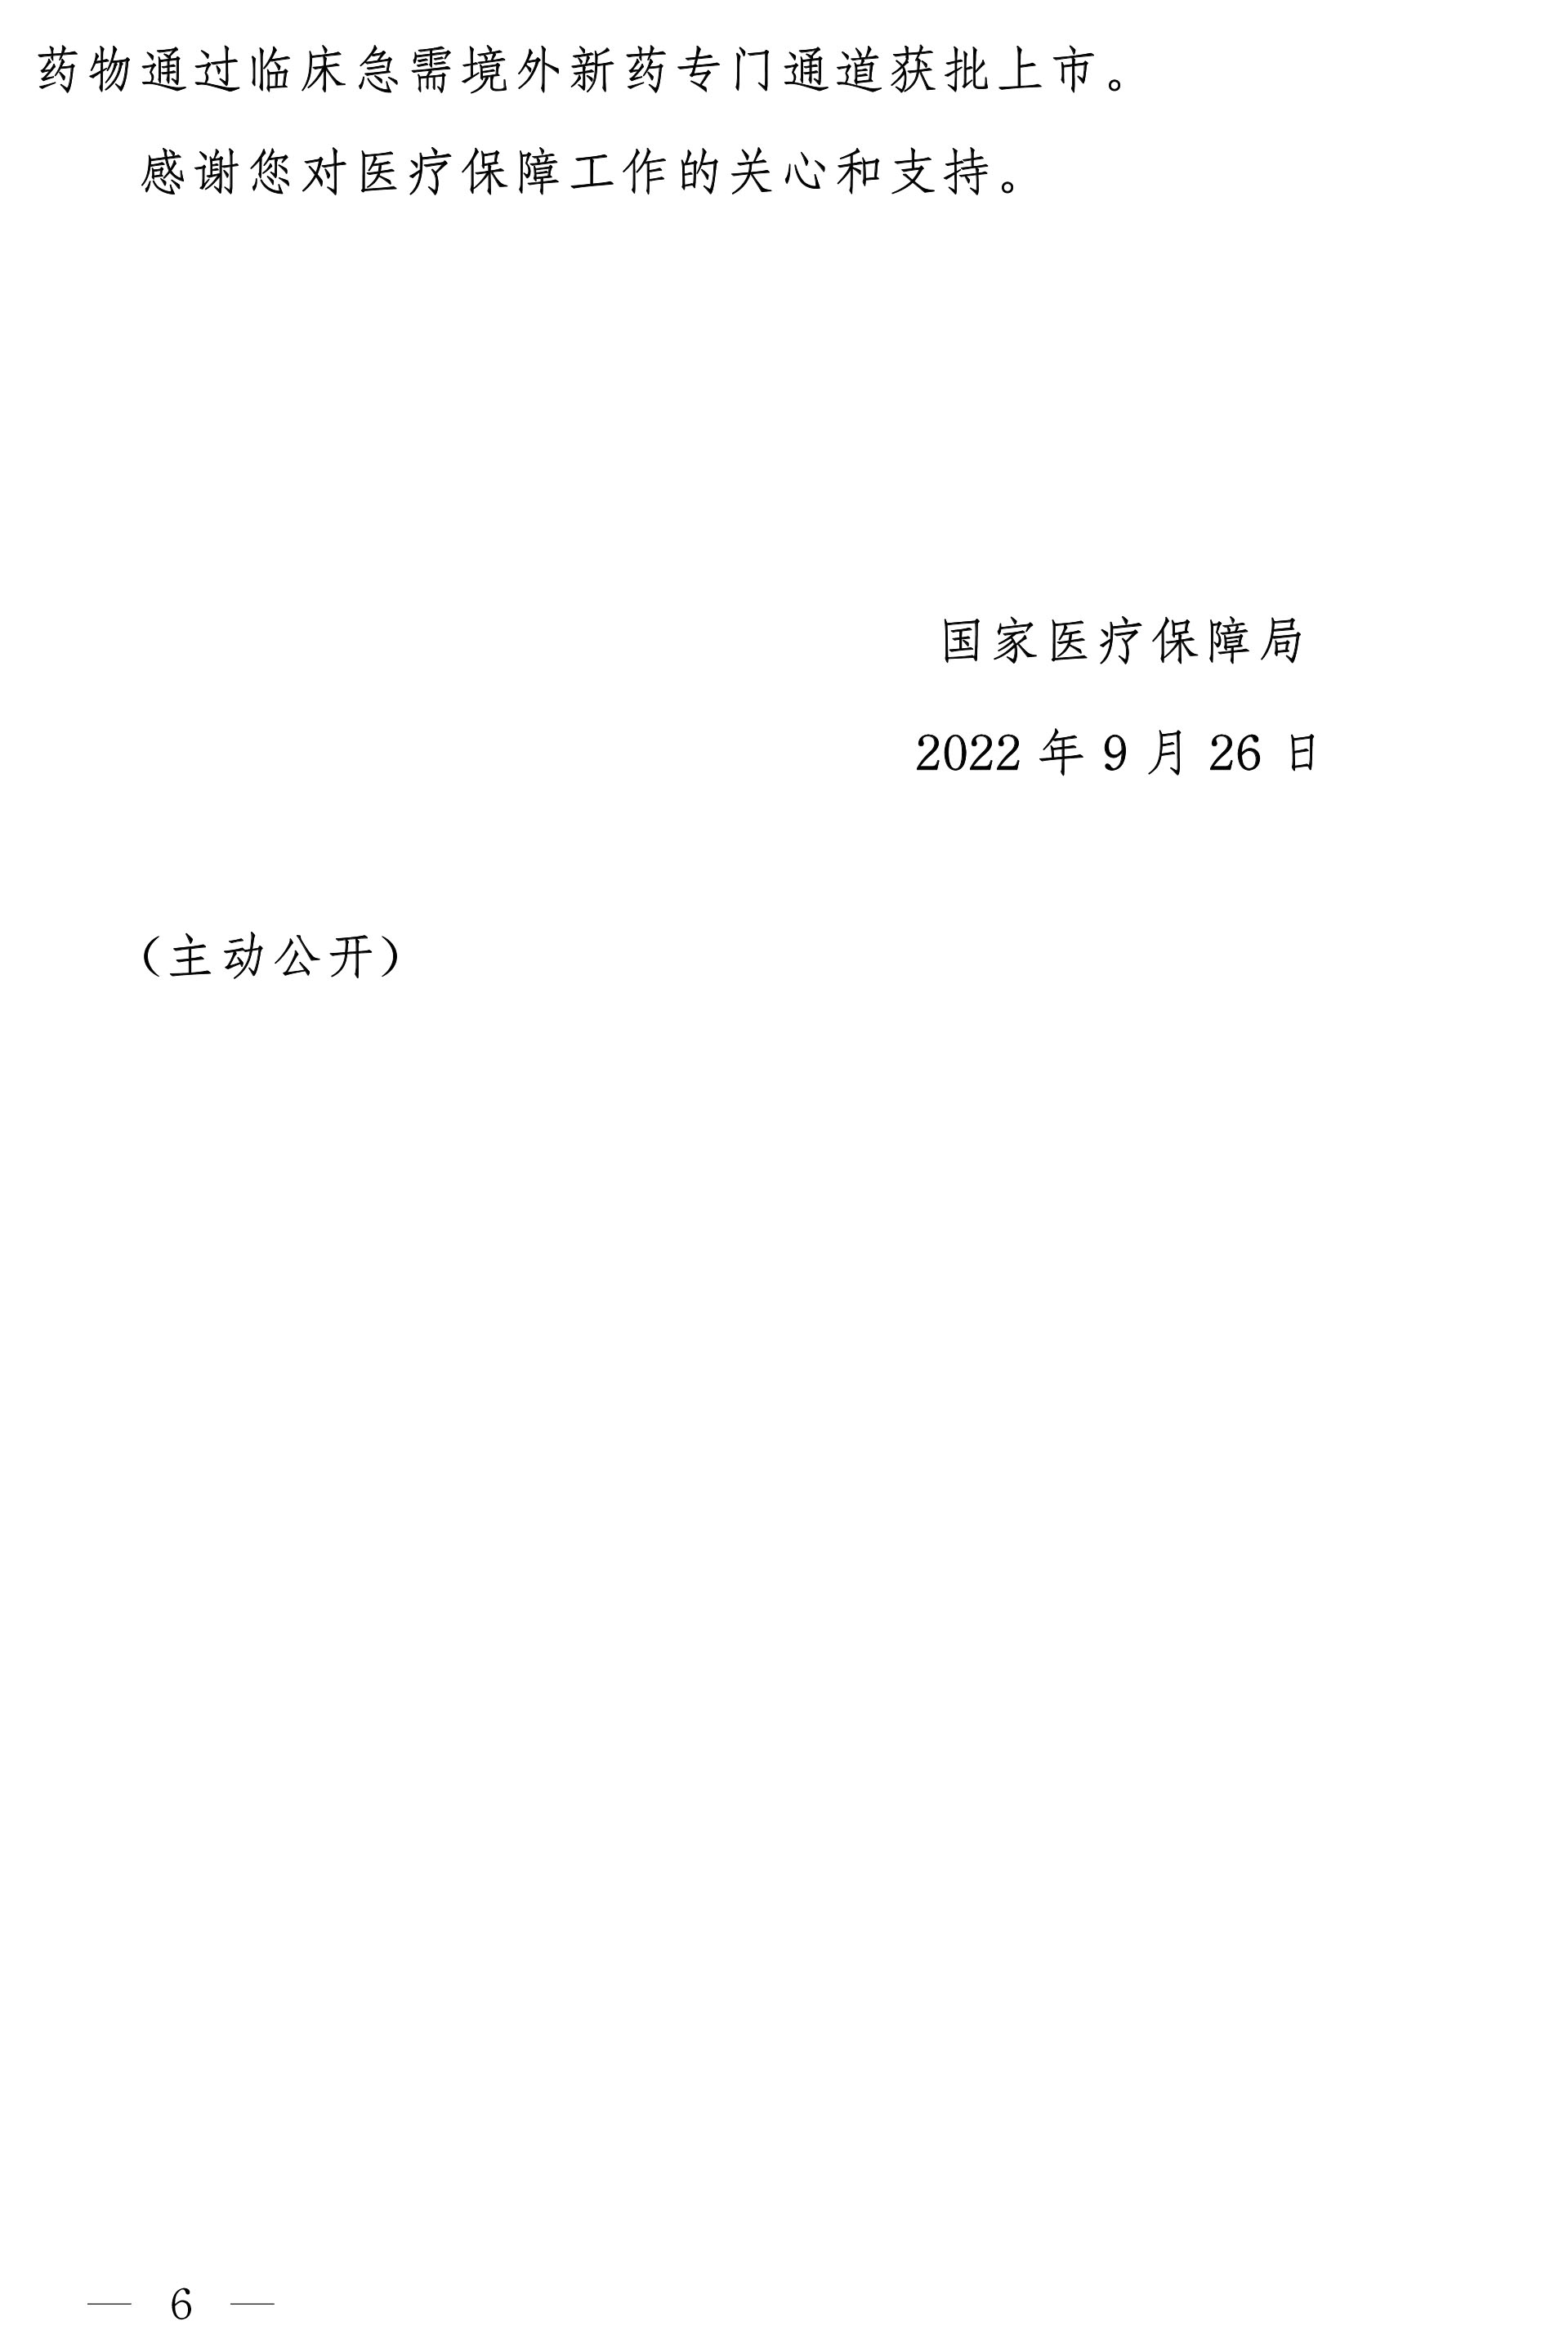 药物通过临床急需境外新药专门通道获批上市。
感谢您对医疗保障工作的关心和支持。
国家医疗保障局
2022 年 9 月 26 日
（主动公开）
— 6 —